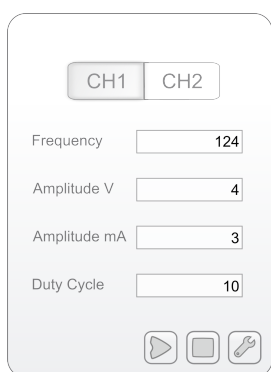 CH1 CH2
Frequency 124
Amplitude V 4
Amplitude mA 3
Duty Cycle 10